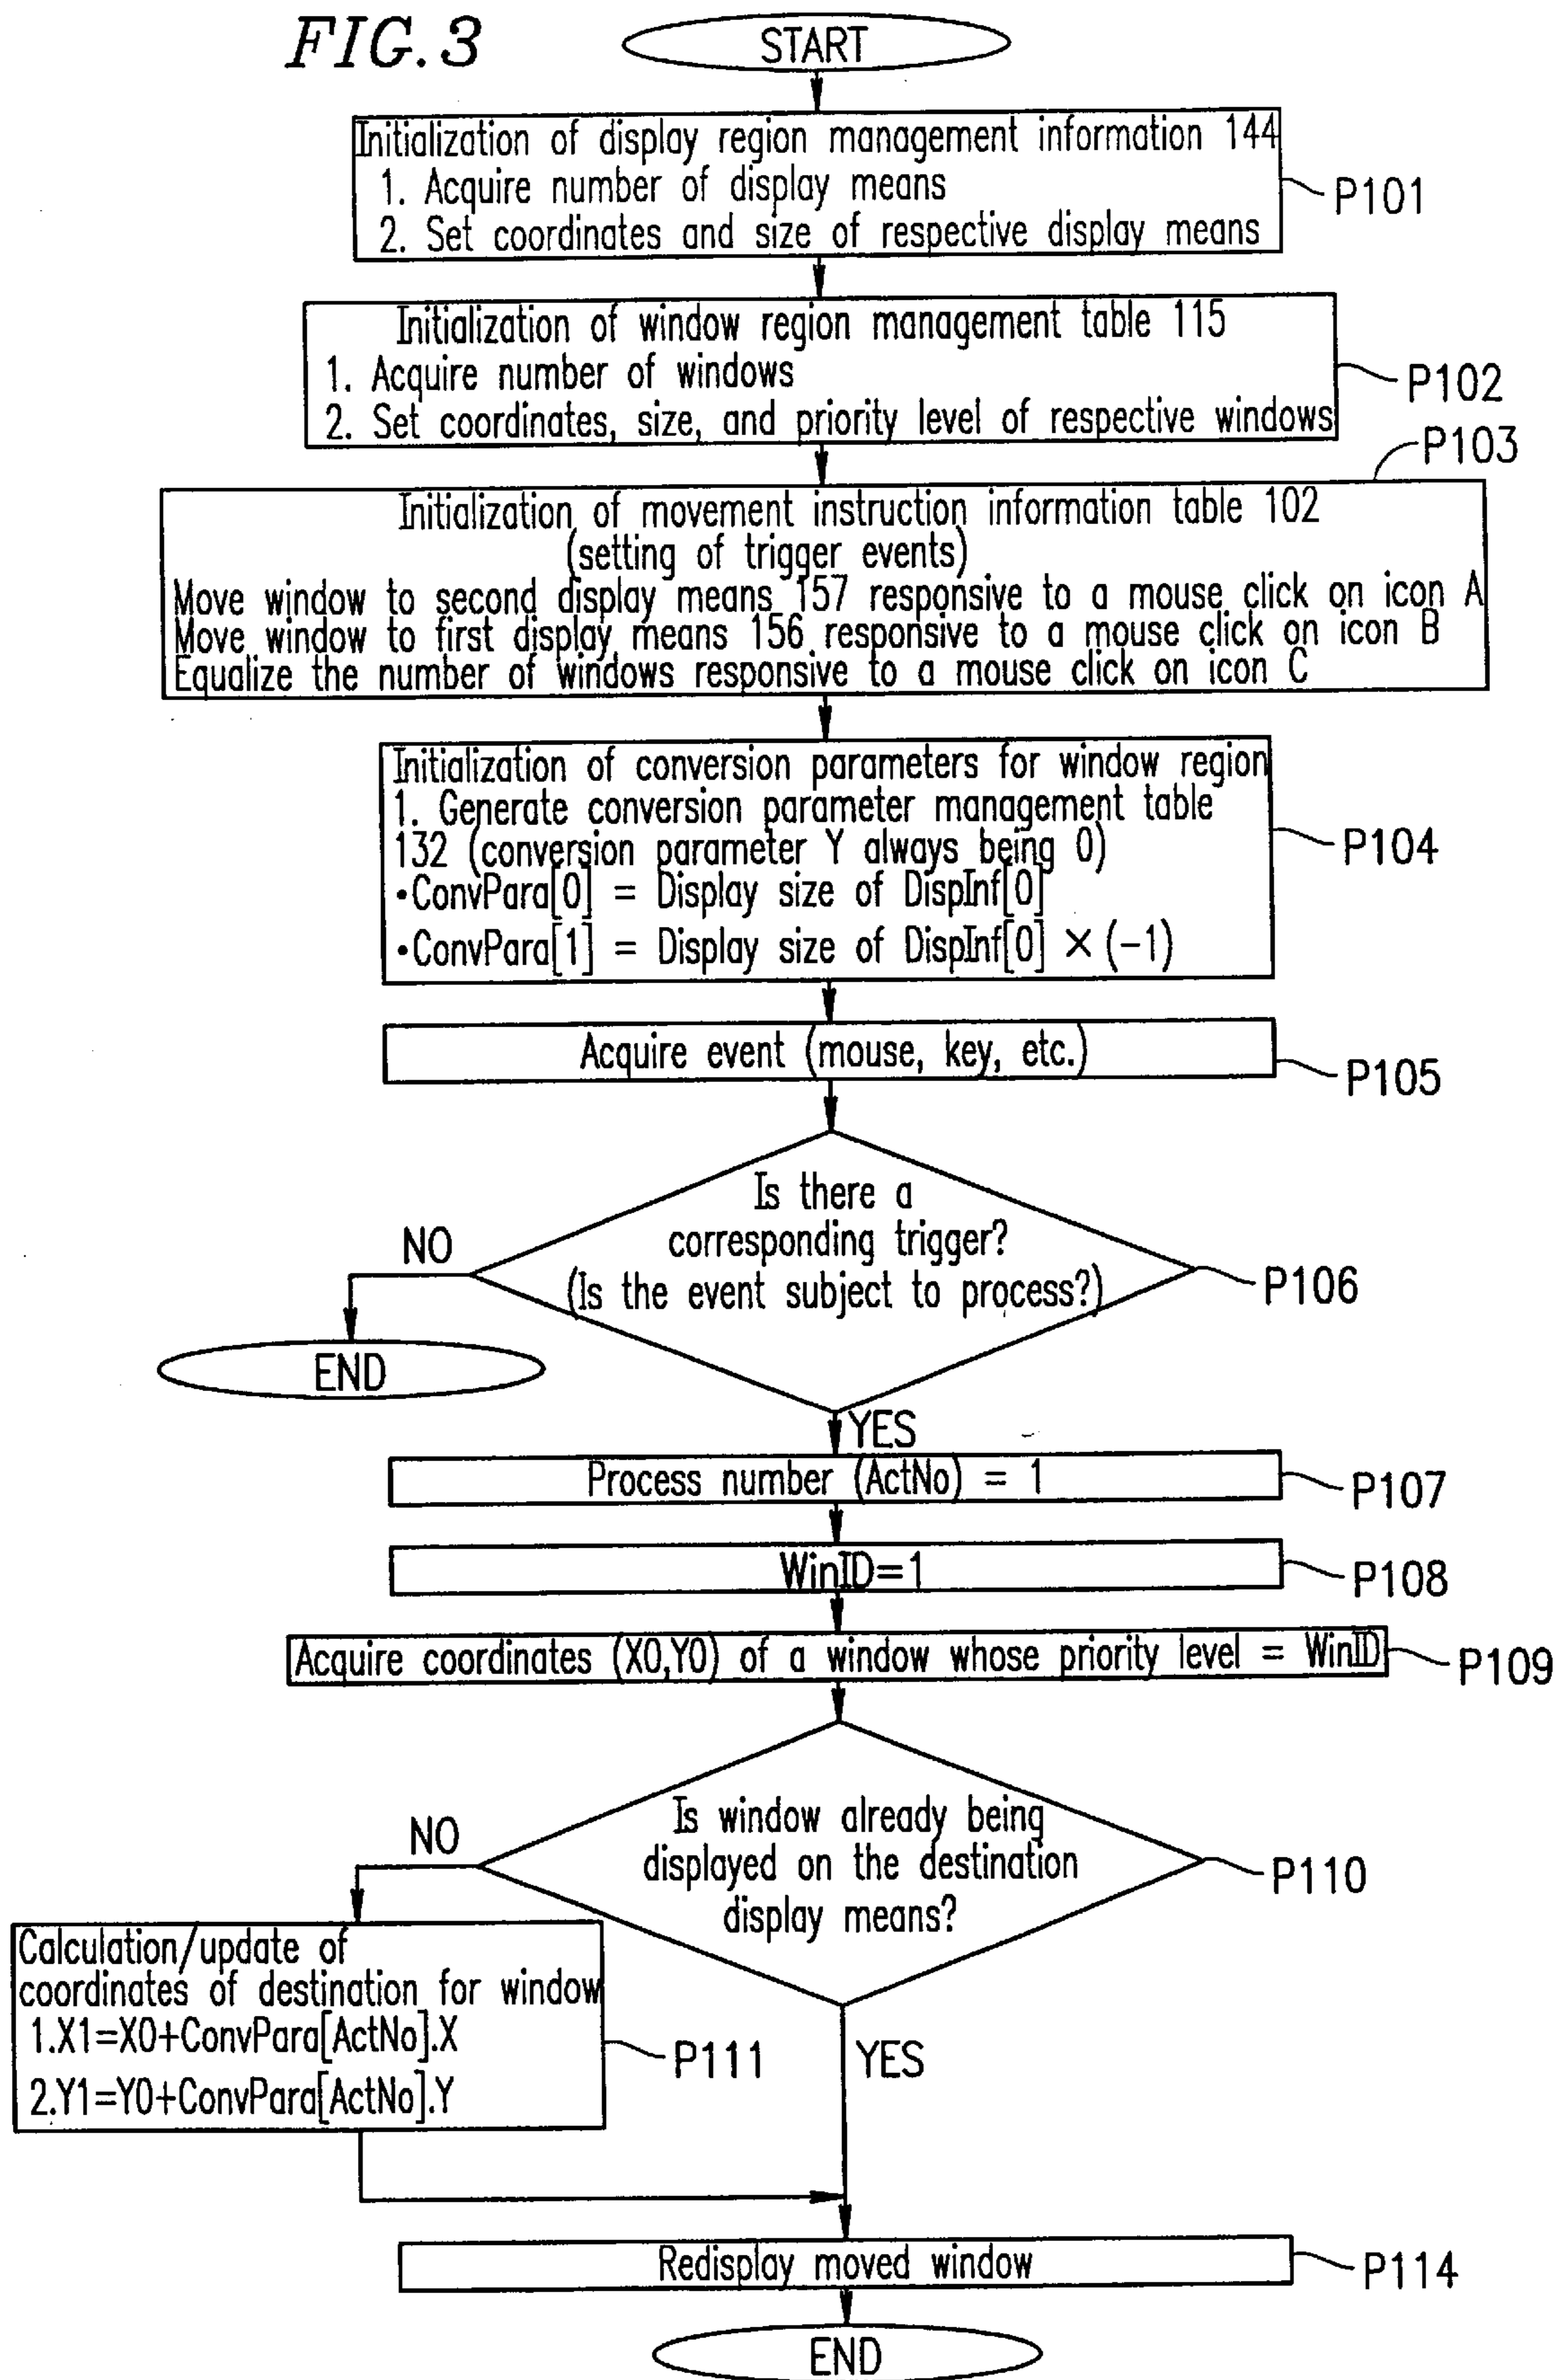 FIG.3
START
Initialization of display region management information 144
1. Acquire number of display means
2. Set coordinates and size of respective display means
P101
Initialization of window region management table 115
1. Acquire number of windows
2. Set coordinates, size, and priority level of respective windows
P102
P103
Initialization of movement instruction information table 102
(setting of trigger events)
Move window to second display means 157 responsive to a mouse click on icon A
Move window to first display means 156 responsive to a mouse click on icon B
Equalize the number of windows responsive to a mouse click on icon C
Initialization of conversion parameters for window region
1. Generate conversion parameter management table
132 (conversion parameter Y always being 0)
•ConvPara[0] = Display size of DispInf[0]
•ConvPara[1] = Display size of DispInf[0] × (-1)
P104
Acquire event (mouse, key, etc.)
P105
Is there a
corresponding trigger?
(Is the event subject to process?)
NO
P106
END
YES
Process number (ActNo) = 1
P107
WinID=1
P108
Acquire coordinates (X0,Y0) of a window whose priority level = WinID
P109
Is window already being
displayed on the destination
display means?
NO
P110
Calculation/update of
coordinates of destination for window
1.X1=X0+ConvPara[ActNo].X
2.Y1=Y0+ConvPara[ActNo].Y
P111
YES
Redisplay moved window
P114
END